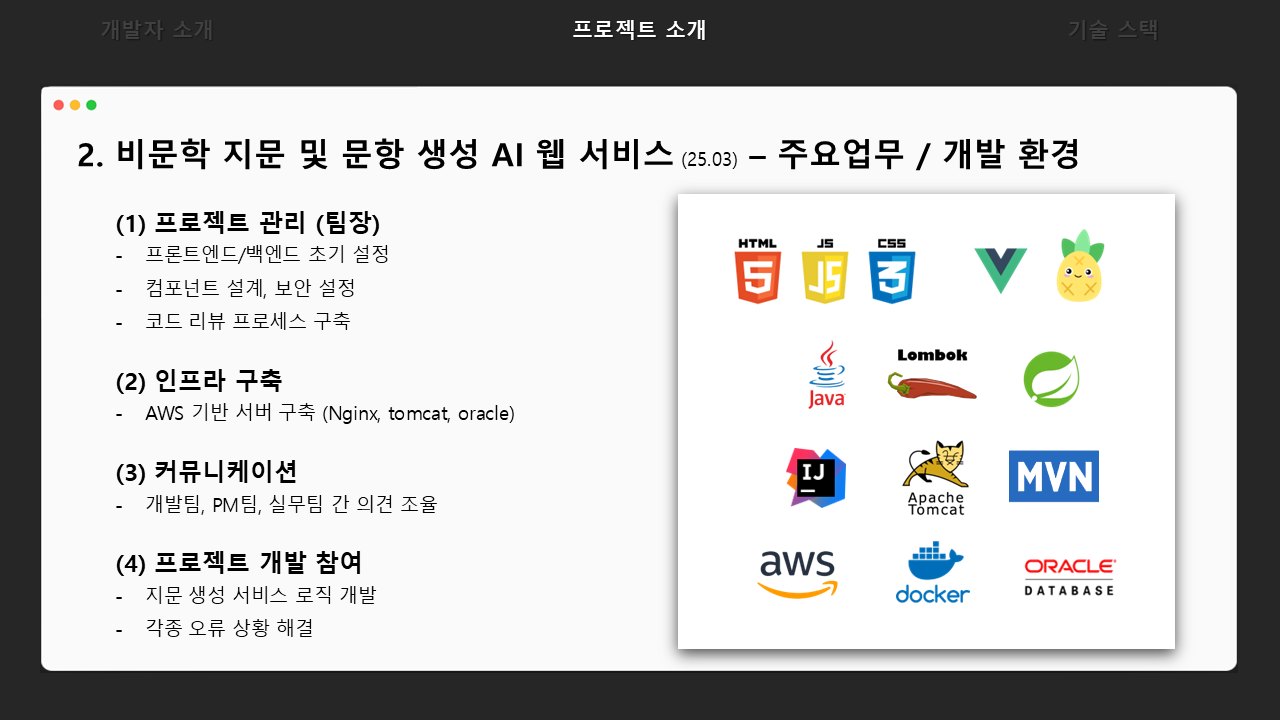 개발자 소개
프로젝트 소개
기술 스택
2. 비문학 지문 및 문항 생성 AI 웹 서비스 (25.03) – 주요업무 / 개발 환경
(1) 프로젝트 관리 (팀장)
- 프론트엔드/백엔드 초기 설정
- 컴포넌트 설계, 보안 설정
- 코드 리뷰 프로세스 구축
(2) 인프라 구축
- AWS 기반 서버 구축 (Nginx, tomcat, oracle)
(3) 커뮤니케이션
- 개발팀, PM팀, 실무팀 간 의견 조율
(4) 프로젝트 개발 참여
- 지문 생성 서비스 로직 개발
- 각종 오류 상황 해결
HTML
5
JS
JS
CSS
3
Java
Lombok
IJ
Apache
Tomcat
MVN
aws
docker
ORACLE
DATABASE